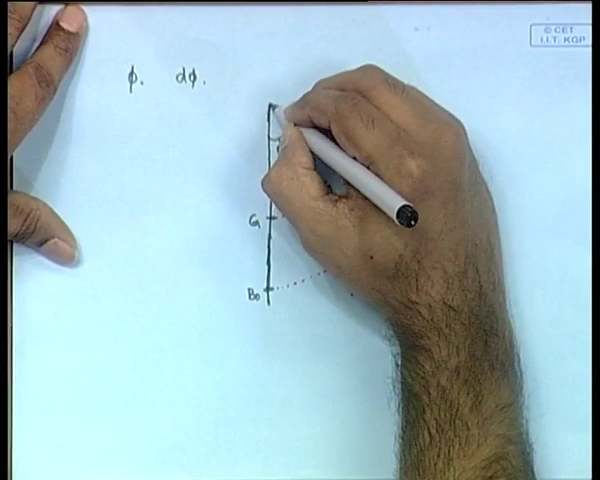 © CET
I.I.T. KGP
ϕ. dϕ.
G
B₀